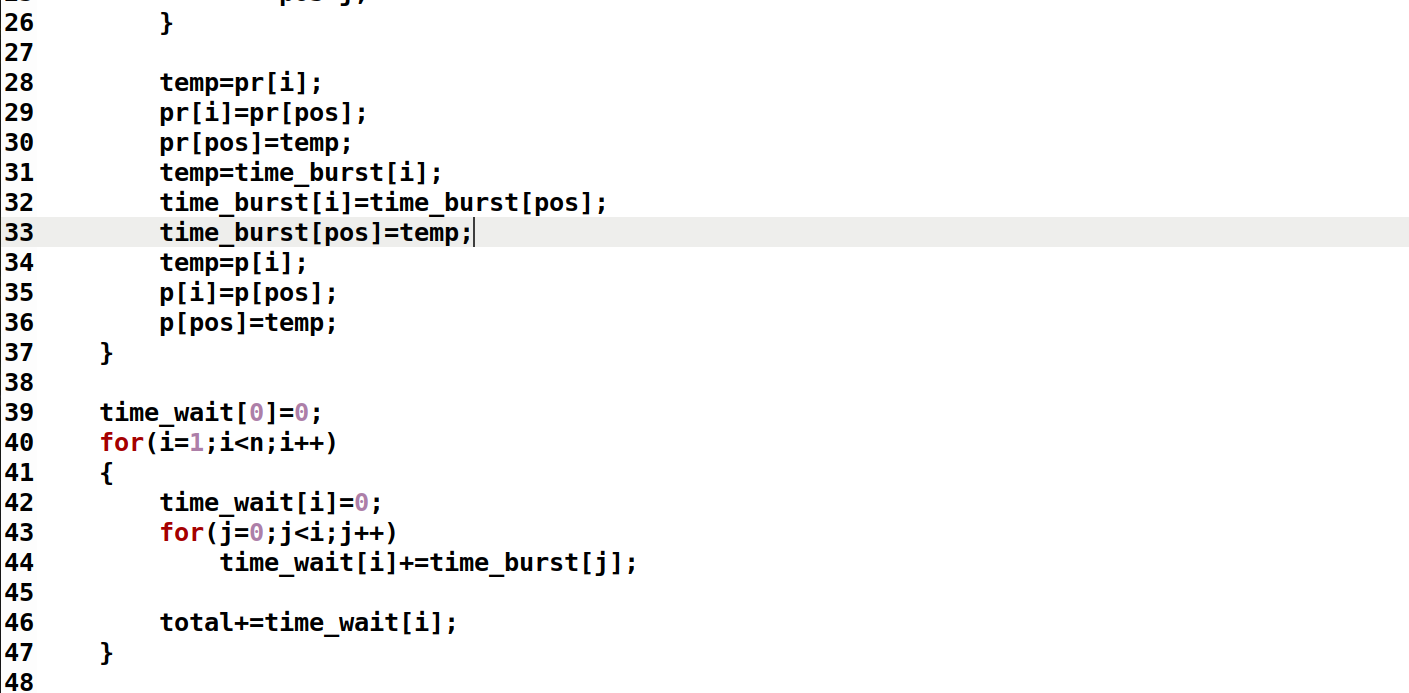 26         }
27
28         temp=pr[i];
29         pr[i]=pr[pos];
30         pr[pos]=temp;
31         temp=time_burst[i];
32         time_burst[i]=time_burst[pos];
33         time_burst[pos]=temp;
34         temp=p[i];
35         p[i]=p[pos];
36         p[pos]=temp;
37     }
38
39     time_wait[0]=0;
40     for(i=1;i<n;i++)
41     {
42         time_wait[i]=0;
43         for(j=0;j<i;j++)
44             time_wait[i]+=time_burst[j];
45
46         total+=time_wait[i];
47     }
48